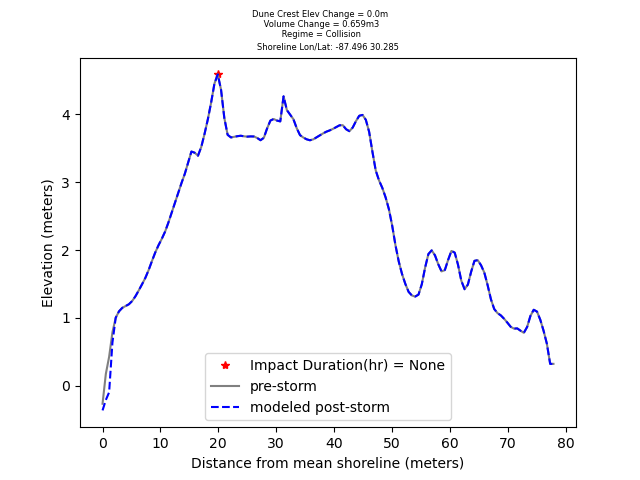 Dune Crest Elev Change = 0.0m
Volume Change = 0.659m3
Regime = Collision
Shoreline Lon/Lat: -87.496 30.285
Elevation (meters)
4
3
2
1
0
Impact Duration(hr) = None
pre-storm
modeled post-storm
0 10 20 30 40 50 60 70 80
Distance from mean shoreline (meters)